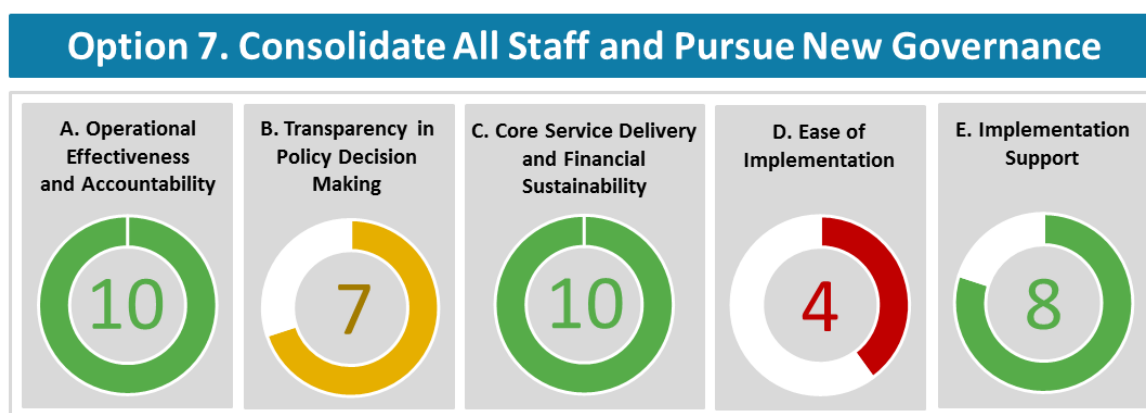 Option 7. Consolidate All Staff and Pursue New Governance
A. Operational
Effectiveness
and Accountability
10
B. Transparency in
Policy Decision
Making
7
C. Core Service Delivery
and Financial
Sustainability
10
D. Ease of
Implementation
4
E. Implementation
Support
8